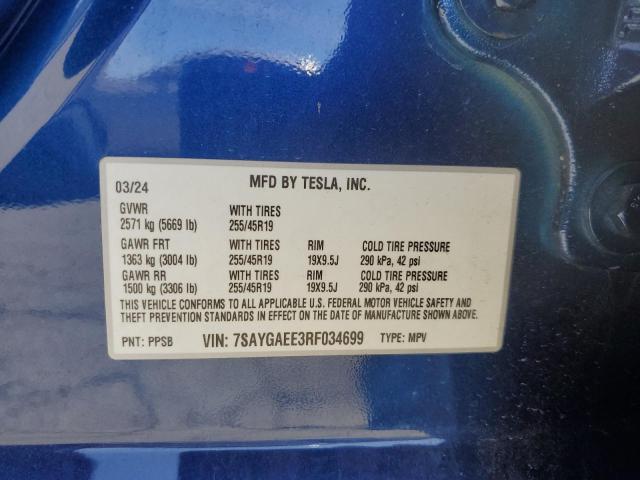 03/24 MFD BY TESLA, INC.
GVWR WITH TIRES
2571 kg (5669 lb) 255/45R19
GAWR FRT WITH TIRES RIM COLD TIRE PRESSURE
1363 kg (3004 lb) 255/45R19 19X9.5J 290 kPa, 42 psi
GAWR RR WITH TIRES RIM COLD TIRE PRESSURE
1500 kg (3306 lb) 255/45R19 19X9.5J 290 kPa, 42 psi
THIS VEHICLE CONFORMS TO ALL APPLICABLE U.S. FEDERAL MOTOR VEHICLE SAFETY AND
THEFT PREVENTION STANDARDS IN EFFECT ON THE DATE OF MANUFACTURE SHOWN ABOVE.
PNT: PPSB VIN: 7SAYGAEE3RF034699 TYPE: MPV